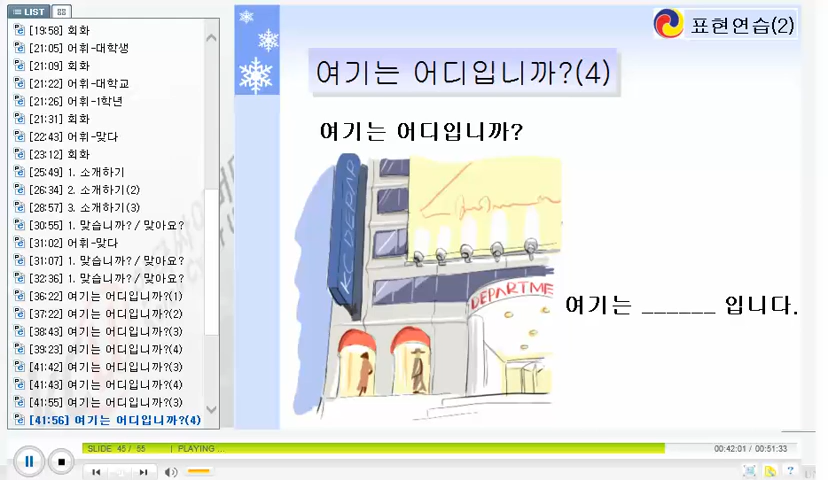 LIST
[19:58] 회화
[21:05] 어휘-대학생
[21:09] 회화
[21:22] 어휘-대학교
[21:26] 어휘-1학년
[21:31] 회화
[22:43] 어휘-맞다
[23:12] 회화
[25:49] 1. 소개하기
[26:34] 2. 소개하기(2)
[28:57] 3. 소개하기(3)
[30:55] 1. 맞습니까? / 맞아요?
[31:02] 어휘-맞다
[31:07] 1. 맞습니까? / 맞아요?
[32:36] 1. 맞습니까? / 맞아요?
[36:22] 여기는 어디입니까?(1)
[37:22] 여기는 어디입니까?(2)
[38:43] 여기는 어디입니까?(3)
[39:23] 여기는 어디입니까?(4)
[41:42] 여기는 어디입니까?(3)
[41:43] 여기는 어디입니까?(4)
[41:55] 여기는 어디입니까?(3)
[41:56] 여기는 어디입니까?(4)
표현연습(2)
여기는 어디입니까?(4)
여기는 어디입니까?
KC DEPAR
DEPARTME
여기는 ______ 입니다.
SLIDE 45 / 55 PLAYING ...
00:42:01 / 00:51:33